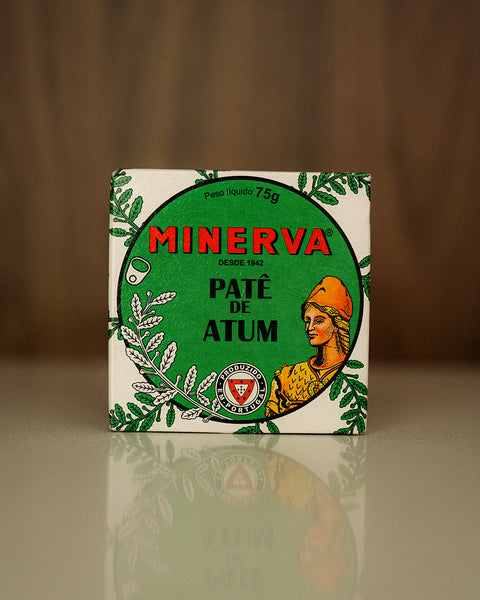 Peso líquido 75g
MINERVA®
DESDE 1942
PATÊ
DE
ATUM
PRODUZIDO
EM PORTUGAL